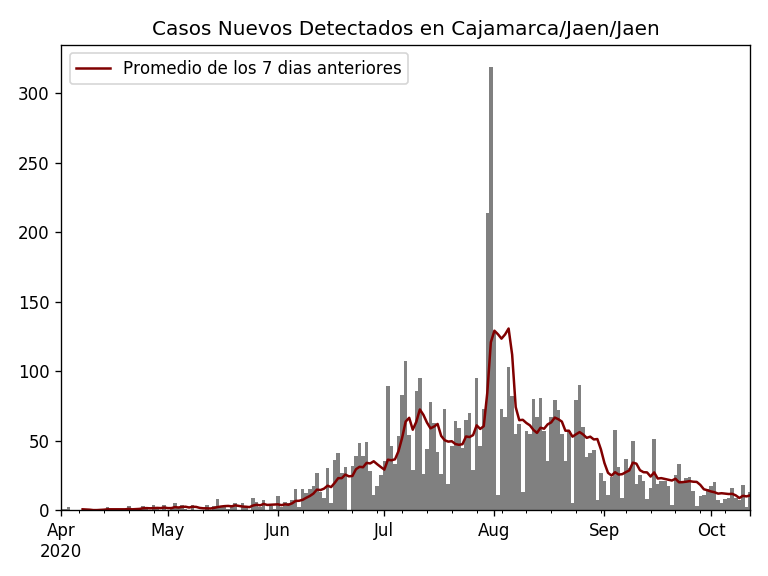 Casos Nuevos Detectados en Cajamarca/Jaen/Jaen
Promedio de los 7 dias anteriores
300
250
200
150
100
50
0
Apr May Jun Jul Aug Sep Oct
2020